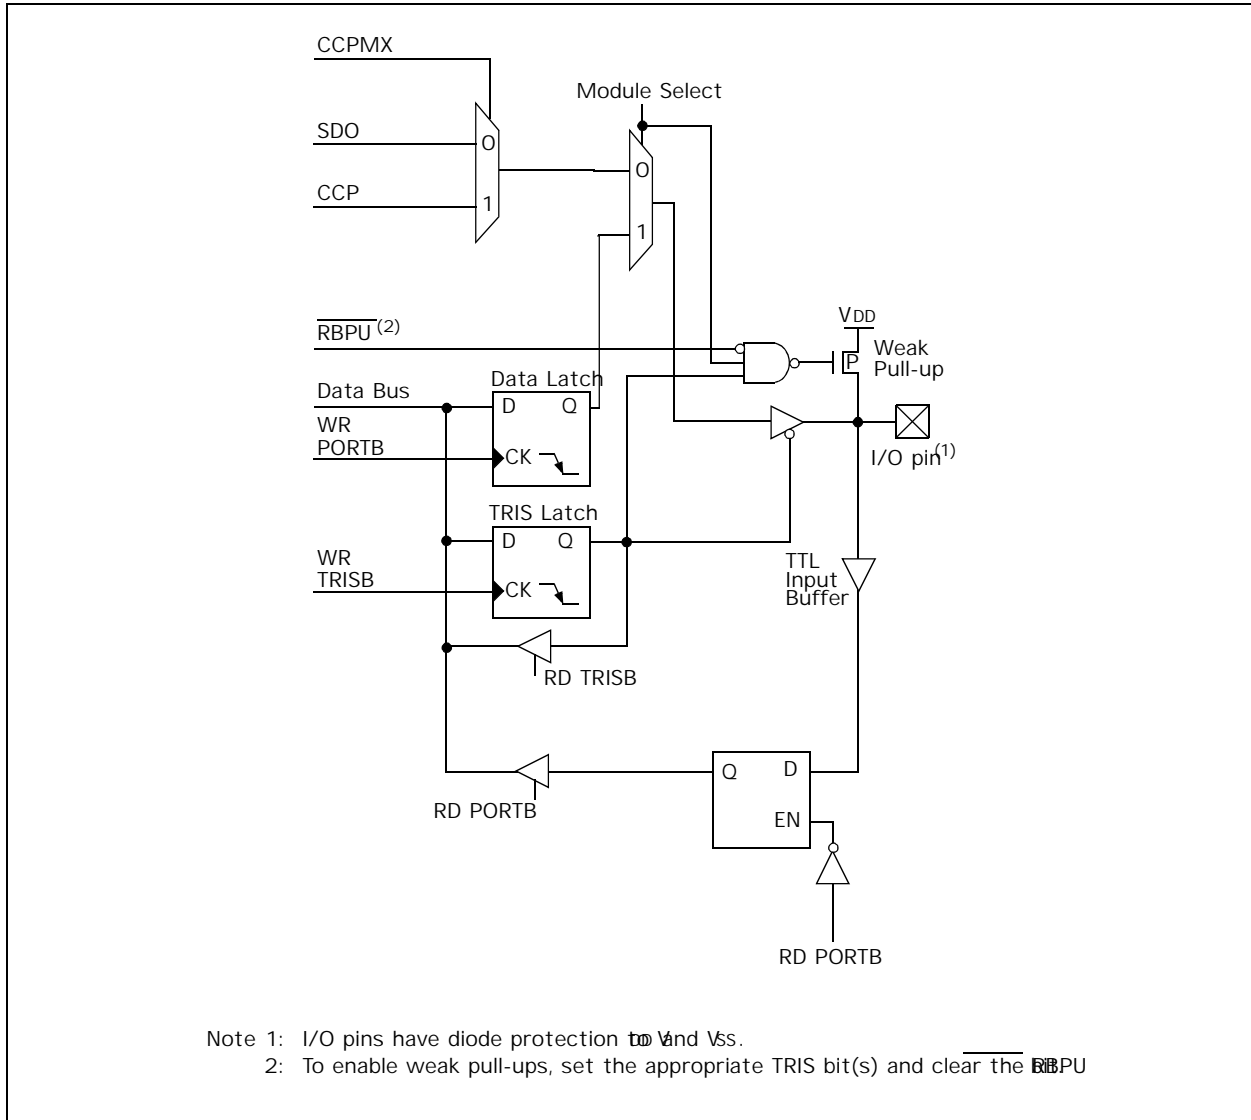 CCPMX
Module Select
SDO
0
0
CCP
1
1
VDD
RBPU(2)
Weak
Pull-up
P
Data Latch
Data Bus
D Q
WR
PORTB
CK
I/O pin(1)
TRIS Latch
D Q
WR
TRISB
CK
TTL
Input
Buffer
RD TRISB
Q D
RD PORTB
EN
RD PORTB
Note 1: I/O pins have diode protection to VDD and VSS.
2: To enable weak pull-ups, set the appropriate TRIS bit(s) and clear the RBPU